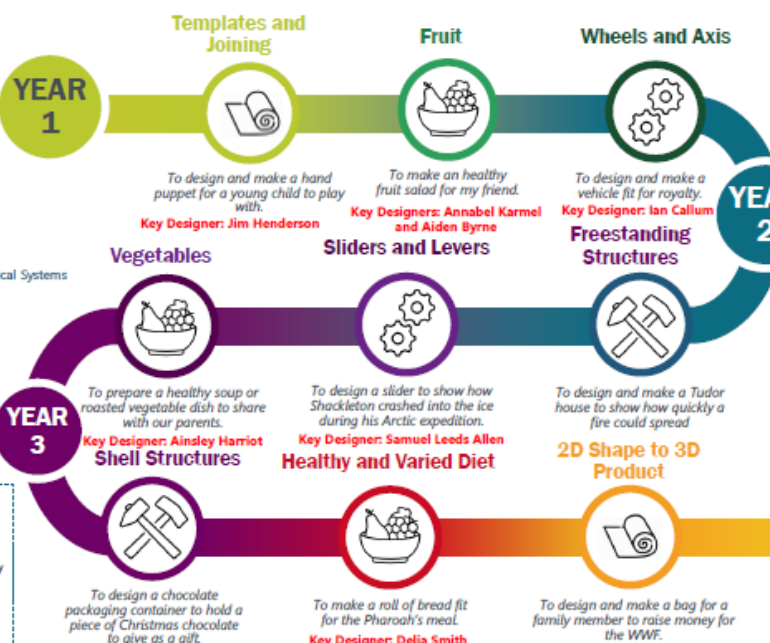 Templates and
Joining
Fruit
Wheels and Axis
YEAR
1
To design and make a hand
puppet for a young child to play
with.
Key Designer: Jim Henderson
To make an healthy
fruit salad for my friend.
Key Designers: Annabel Karmel
and Aiden Byrne
To design and make a
vehicle fit for royalty.
Key Designer: Ian Callum
YEA
2
Vegetables
Sliders and Levers
Freestanding
Structures
cal Systems
To prepare a healthy soup or
roasted vegetable dish to share
with our parents.
Key Designer: Ainsley Harriot
To design a slider to show how
Shackleton crashed into the ice
during his Arctic expedition.
Key Designer: Samuel Leeds Allen
To design and make a Tudor
house to show how quickly a
fire could spread
YEAR
3
Shell Structures
Healthy and Varied Diet
2D Shape to 3D
Product
To design a chocolate
packaging container to hold a
piece of Christmas chocolate
to give as a gift.
To make a roll of bread fit
for the Pharoah's meal.
Key Designer: Delia Smith
To design and make a bag for a
family member to raise money for
the WWF.